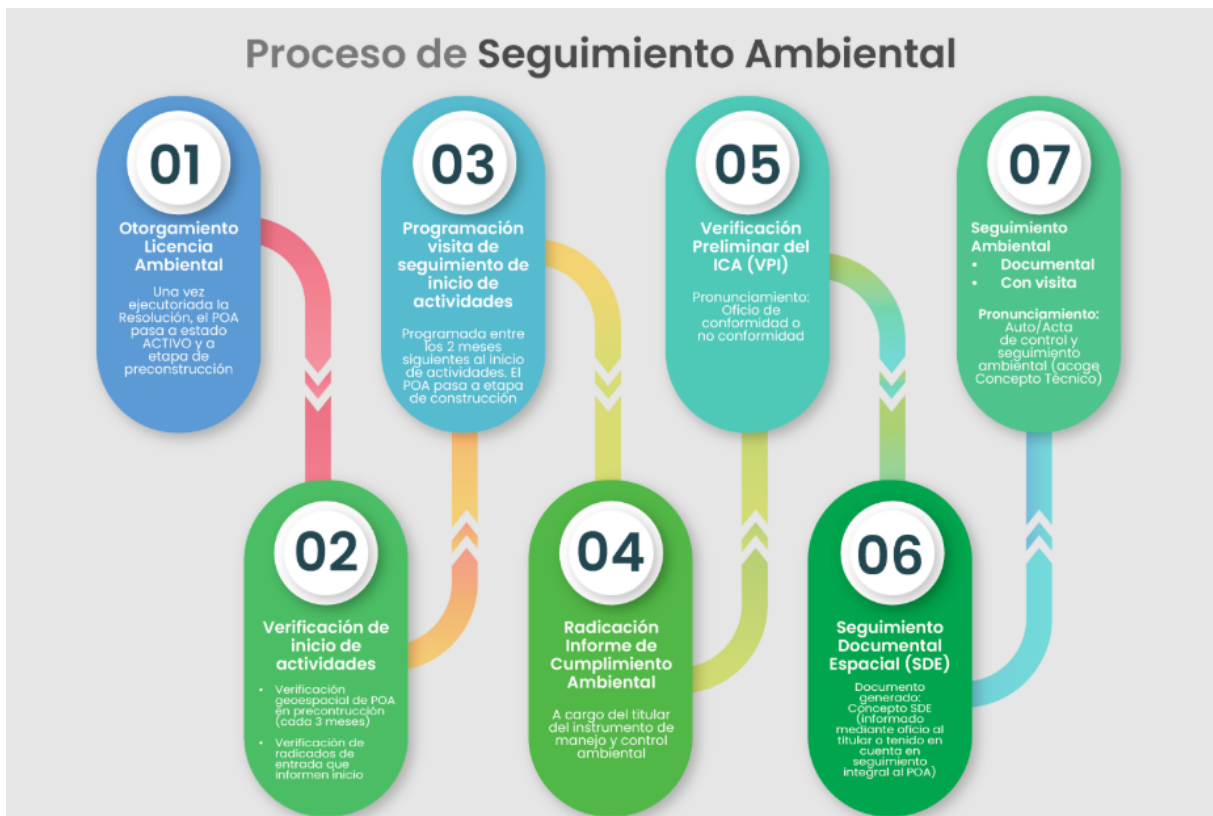 Proceso de Seguimiento Ambiental
01
Otorgamiento
Licencia
Ambiental
Una vez
ejecutoriada la
Resolución, el POA
pasa a estado
ACTIVO y a
etapa de
preconstrucción
02
Verificación de
inicio de
actividades
• Verificación
geoespacial de POA
en precontrucción
(cada 3 meses)
• Verificación de
radicados de
entrada que
informen inicio
03
Programación
visita de
seguimiento de
inicio de
actividades
Programada entre
los 2 meses
siguientes al inicio
de actividades. El
POA pasa a etapa
de construcción
04
Radicación
Informe de
Cumplimiento
Ambiental
A cargo del titular
del instrumento de
manejo y control
ambiental
05
Verificación
Preliminar del
ICA (VPI)
Pronunciamiento:
Oficio de
conformidad o
no conformidad
06
Seguimiento
Documental
Espacial (SDE)
Documento
generado:
Concepto SDE
(informado
mediante oficio al
titular o tenido en
cuenta en
seguimiento
integral al POA)
07
Seguimiento
Ambiental
• Documental
• Con visita
Pronunciamiento:
Auto/Acta
de control y
seguimiento
ambiental (acoge
Concepto Tècnico)